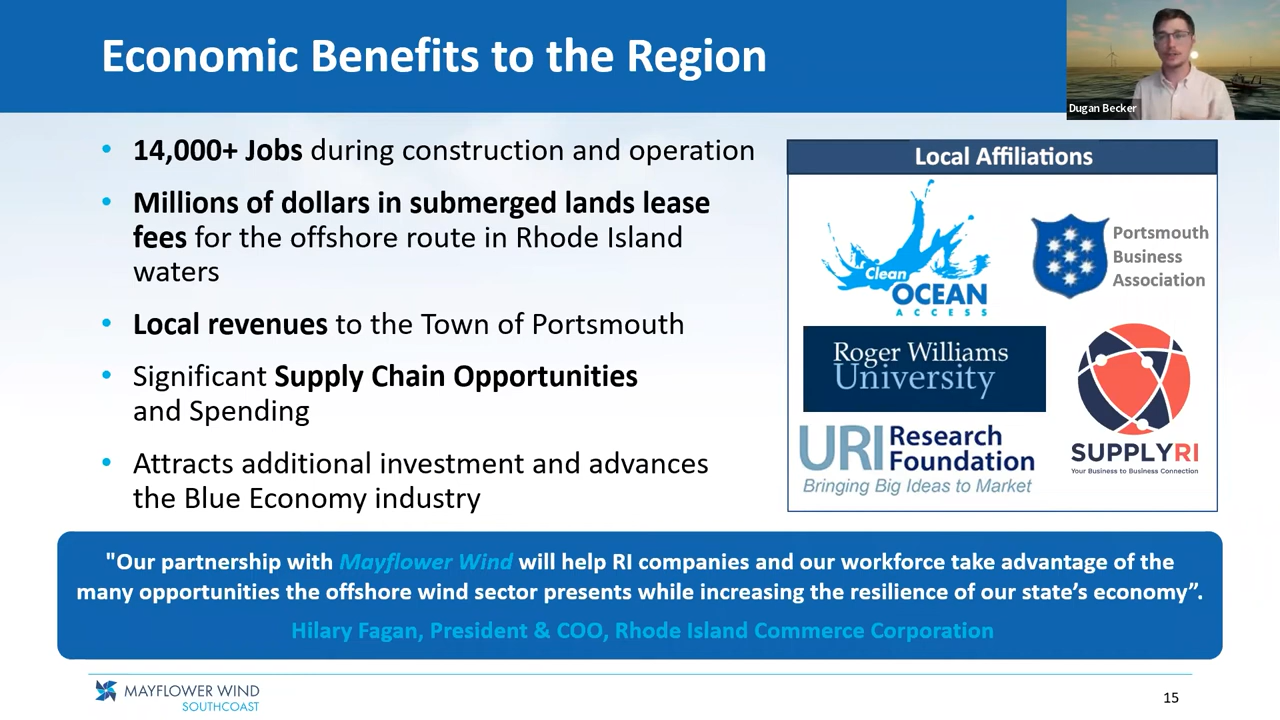 Economic Benefits to the Region
Dugan Becker
• 14,000+ Jobs during construction and operation
• Millions of dollars in submerged lands lease
fees for the offshore route in Rhode Island
waters
• Local revenues to the Town of Portsmouth
• Significant Supply Chain Opportunities
and Spending
• Attracts additional investment and advances
the Blue Economy industry
Local Affiliations
Clean
OCEAN
ACCESS
Portsmouth
Business
Association
Roger Williams
University
SUPPLYRI
Your Business to Business Connection
URI Research
Foundation
Bringing Big Ideas to Market
"Our partnership with Mayflower Wind will help RI companies and our workforce take advantage of the
many opportunities the offshore wind sector presents while increasing the resilience of our state’s economy”.
Hilary Fagan, President & COO, Rhode Island Commerce Corporation
MAYFLOWER WIND
SOUTHCOAST
15